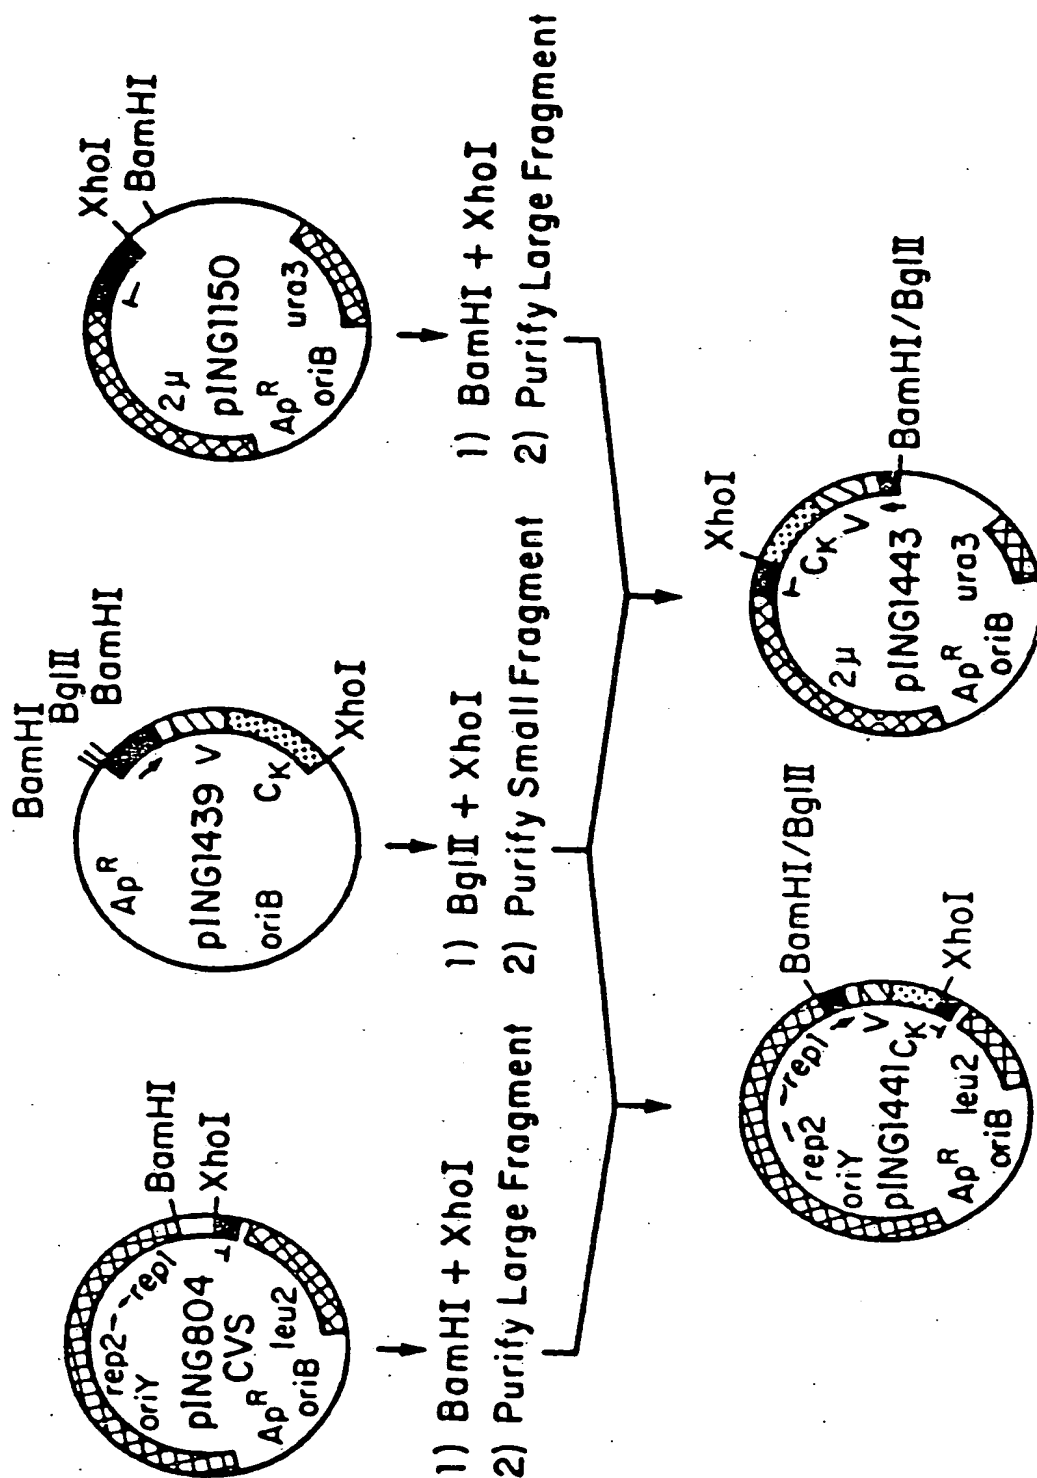 rep2
rep1
oriY
pING804
CVS
Ap^R
leu2
oriB
BamHI
XhoI
1) BamHI + XhoI
2) Purify Large Fragment
BamHI
BglII
BamHI
Ap^R
pING1439
V
oriB
C_K
XhoI
1) BglII + XhoI
2) Purify Small Fragment
XhoI
BamHI
T
2μ
pING1150
Ap^R
ura3
oriB
1) BamHI + XhoI
2) Purify Large Fragment
BamHI/BglII
rep2
rep1
oriY
V
pING1441
C_K
Ap^R
leu2
oriB
XhoI
XhoI
T
C_K
2μ
V
pING1443
Ap^R
ura3
oriB
BamHI/BglII